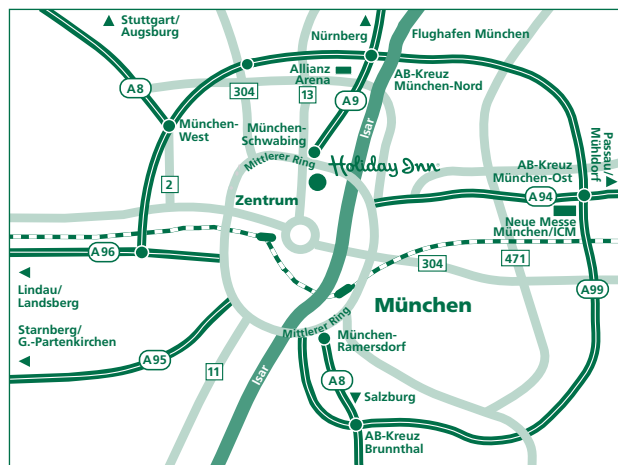 Stuttgart/
Augsburg
Nürnberg
Flughafen München
A8
304
Allianz
Arena
13
A9
AB-Kreuz
München-Nord
München-
West
München-
Schwabing
Isar
Mittlerer Ring
Holiday Inn®
Passau/
Mühldorf
AB-Kreuz
München-Ost
2
Zentrum
A94
Neue Messe
München/ICM
A96
304
471
Lindau/
Landsberg
A99
München
Starnberg/
G.-Partenkirchen
Mittlerer Ring
München-
Ramersdorf
A95
11
Isar
A8
Salzburg
AB-Kreuz
Brunnthal